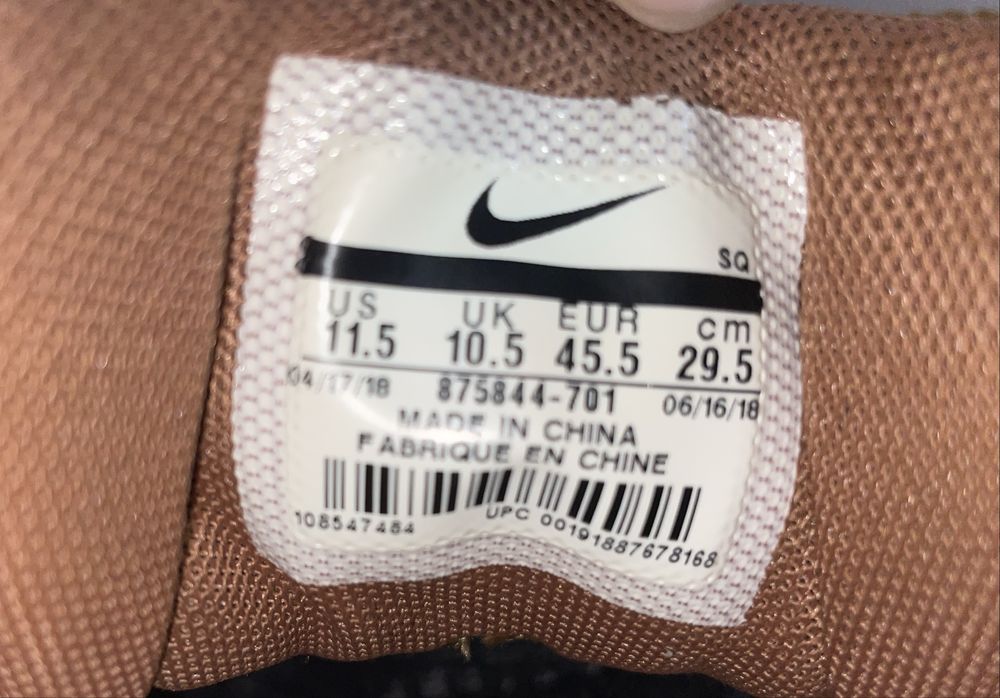 SQ
US UK EUR cm
11.5 10.5 45.5 29.5
04/17/18 875844-701 06/16/18
MADE IN CHINA
FABRIQUE EN CHINE
108547484 UPC 00191887678168